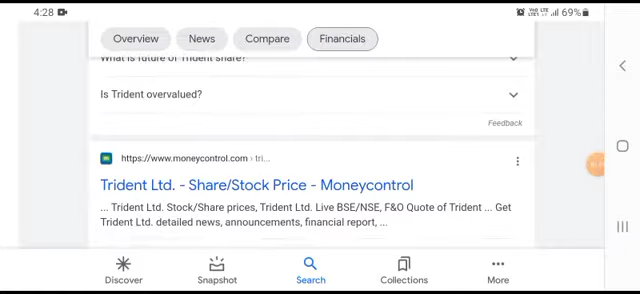 4:28
69%
Overview News Compare Financials
What is future of Trident share?
Is Trident overvalued?
Feedback
https://www.moneycontrol.com › tri...
Trident Ltd. - Share/Stock Price - Moneycontrol
... Trident Ltd. Stock/Share prices, Trident Ltd. Live BSE/NSE, F&O Quote of Trident ... Get
Trident Ltd. detailed news, announcements, financial report, ...
Discover Snapshot Search Collections More